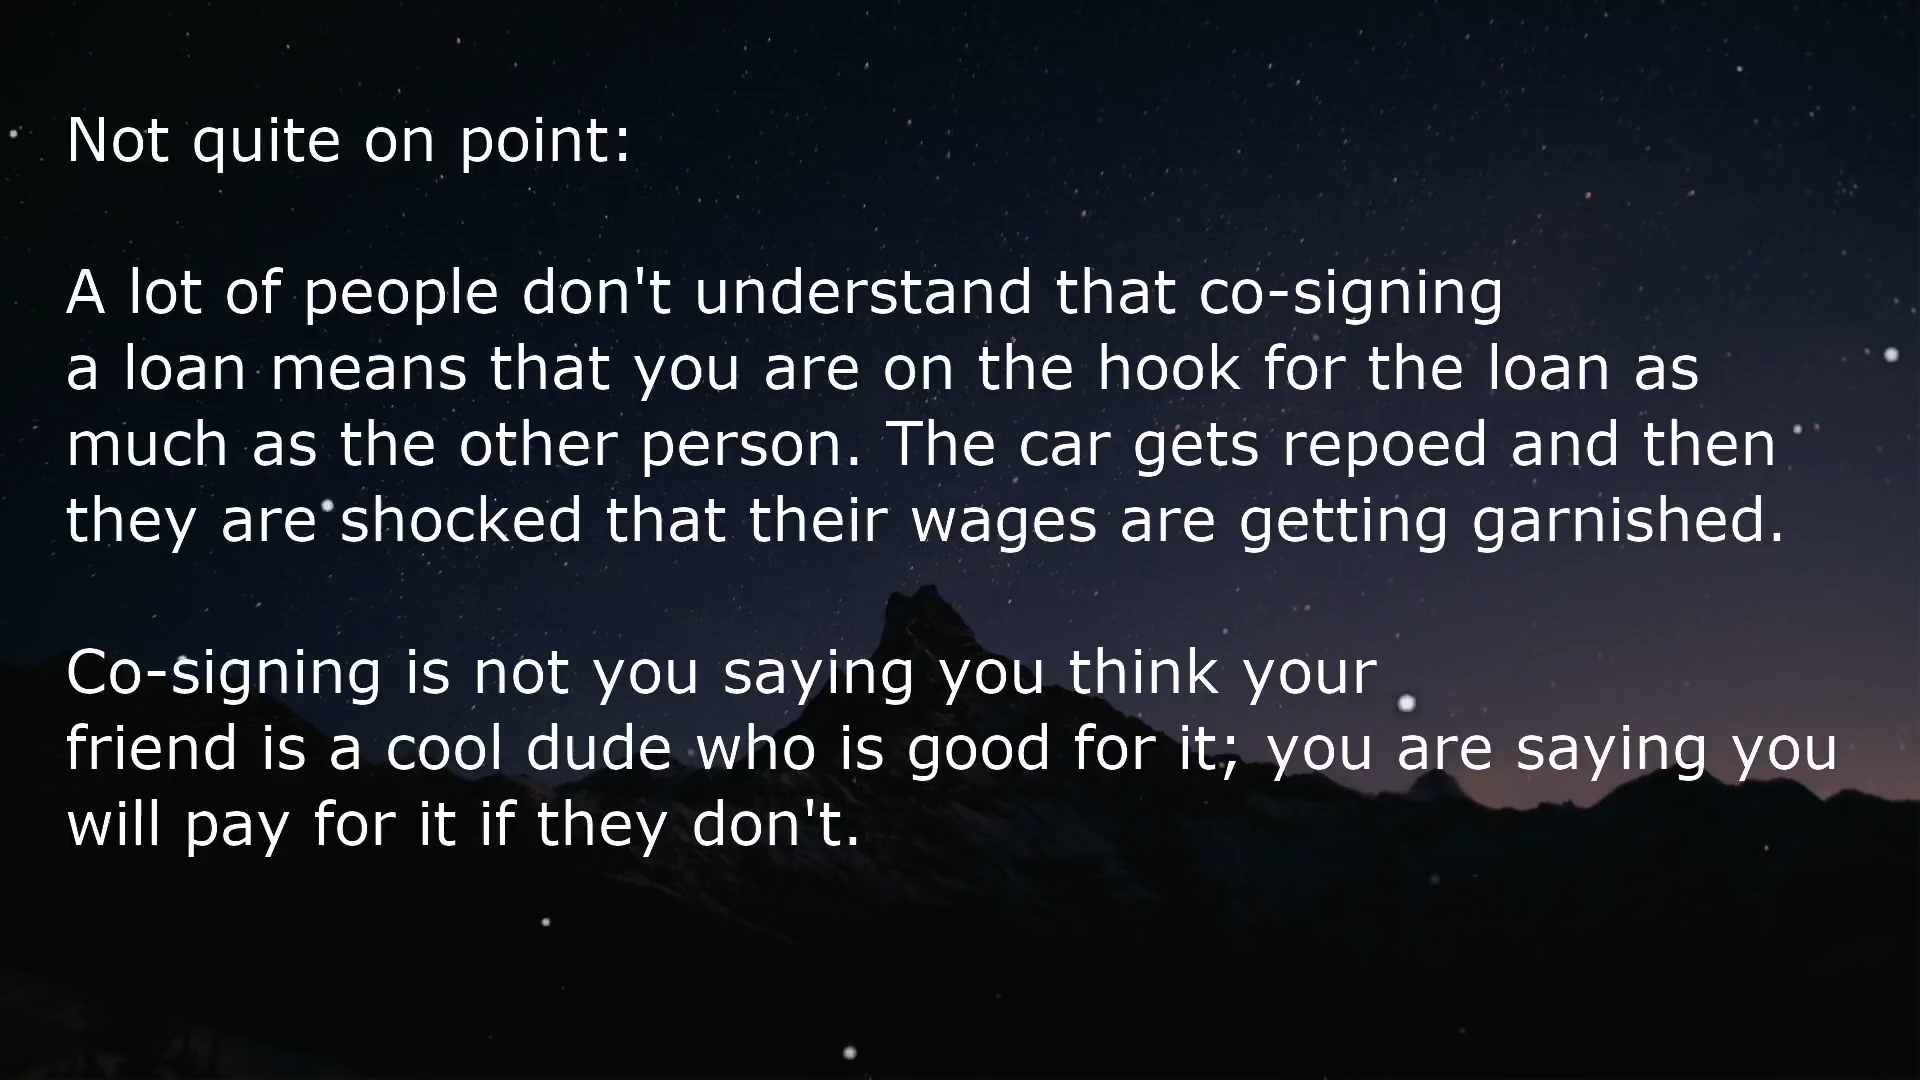 Not quite on point:
A lot of people don't understand that co-signing
a loan means that you are on the hook for the loan as
much as the other person. The car gets repoed and then
they are shocked that their wages are getting garnished.
Co-signing is not you saying you think your
friend is a cool dude who is good for it; you are saying you
will pay for it if they don't.